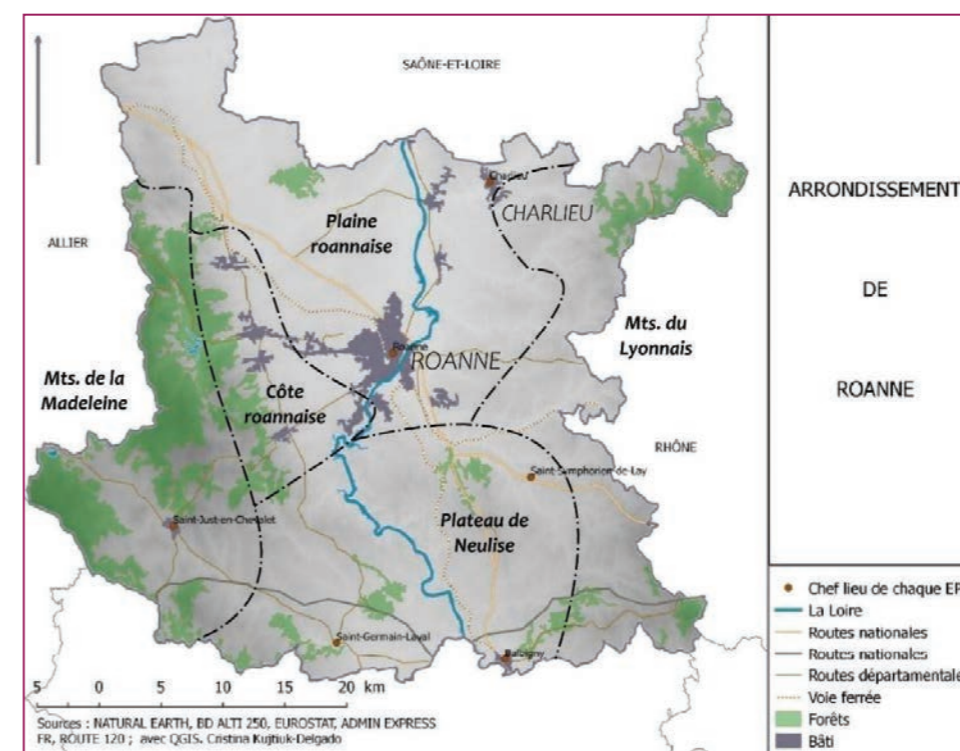 SAÔNE-ET-LOIRE
Charlieu
CHARLIEU
Plaine
roannaise
ALLIER
Mts. du
Lyonnais
Roanne
ROANNE
Mts. de la
Madeleine
Côte
roannaise
RHÔNE
Saint-Symphorien-de-Lay
Plateau de
Neulise
Saint-Just-en-Chevalet
Saint-Germain-Laval
Balbigny
5 0 5 10 15 20 km
Sources : NATURAL EARTH, BD ALTI 250, EUROSTAT, ADMIN EXPRESS
FR, ROUTE 120 ; avec QGIS. Cristina Kujtiuk-Delgado
ARRONDISSEMENT
DE
ROANNE
Chef lieu de chaque EP
La Loire
Routes nationales
Routes nationales
Routes départementale
Voie ferrée
Forêts
Bâti